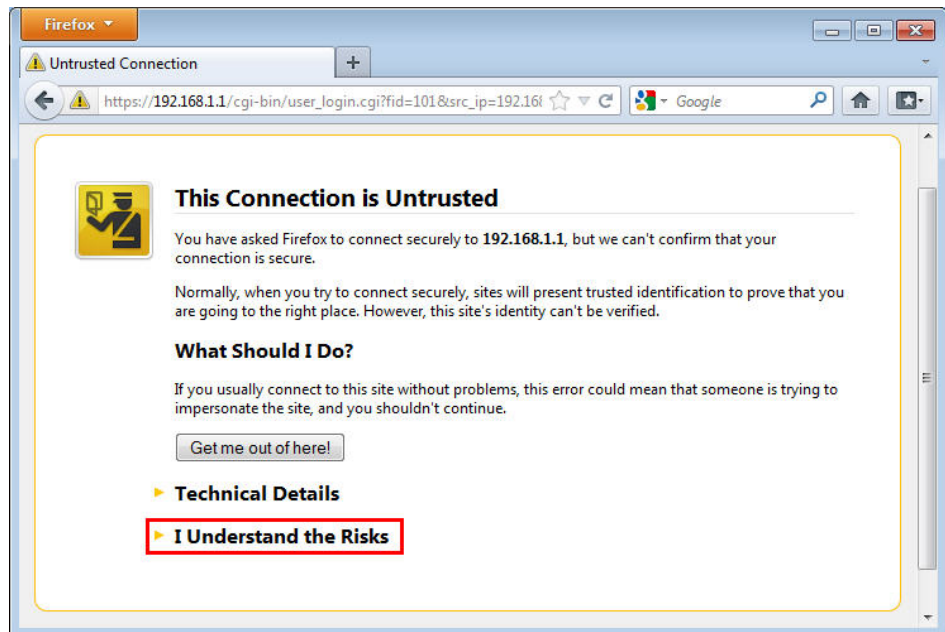 Firefox
Untrusted Connection
https://192.168.1.1/cgi-bin/user_login.cgi?fid=101&src_ip=192.16
Google
This Connection is Untrusted
You have asked Firefox to connect securely to 192.168.1.1, but we can't confirm that your
connection is secure.
Normally, when you try to connect securely, sites will present trusted identification to prove that you
are going to the right place. However, this site's identity can't be verified.
What Should I Do?
If you usually connect to this site without problems, this error could mean that someone is trying to
impersonate the site, and you shouldn't continue.
Get me out of here!
Technical Details
I Understand the Risks